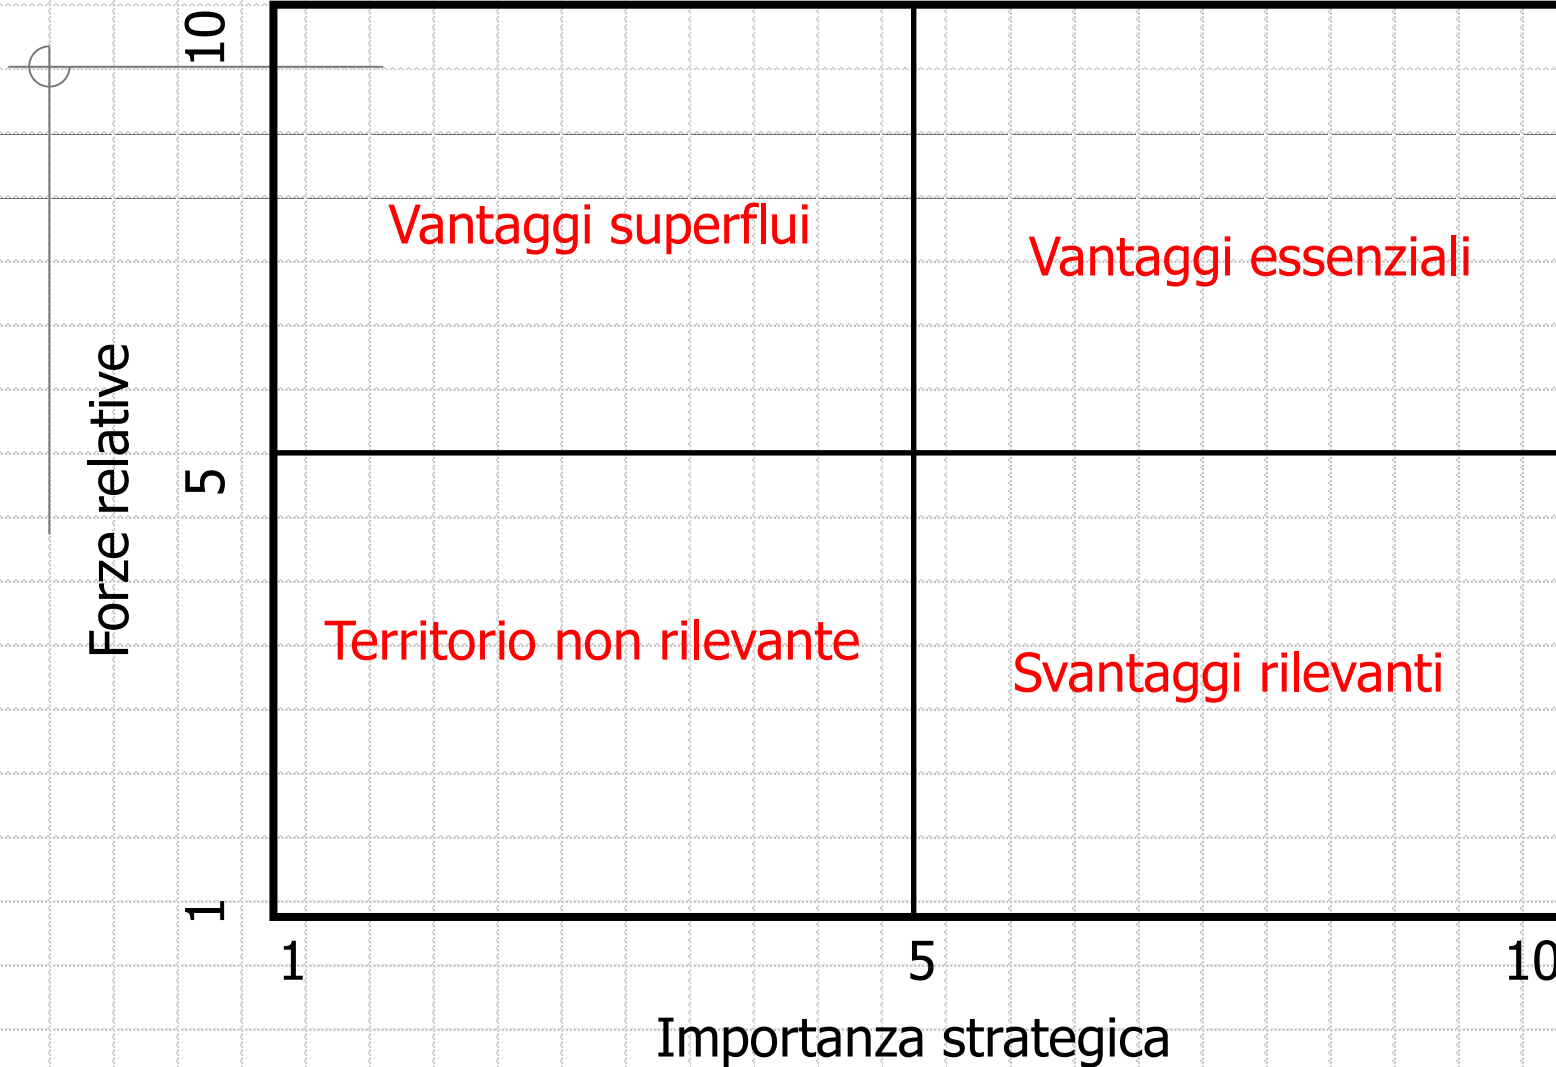 10
Vantaggi superflui
Vantaggi essenziali
Forze relative
5
Territorio non rilevante
Svantaggi rilevanti
1
1
5
10
Importanza strategica